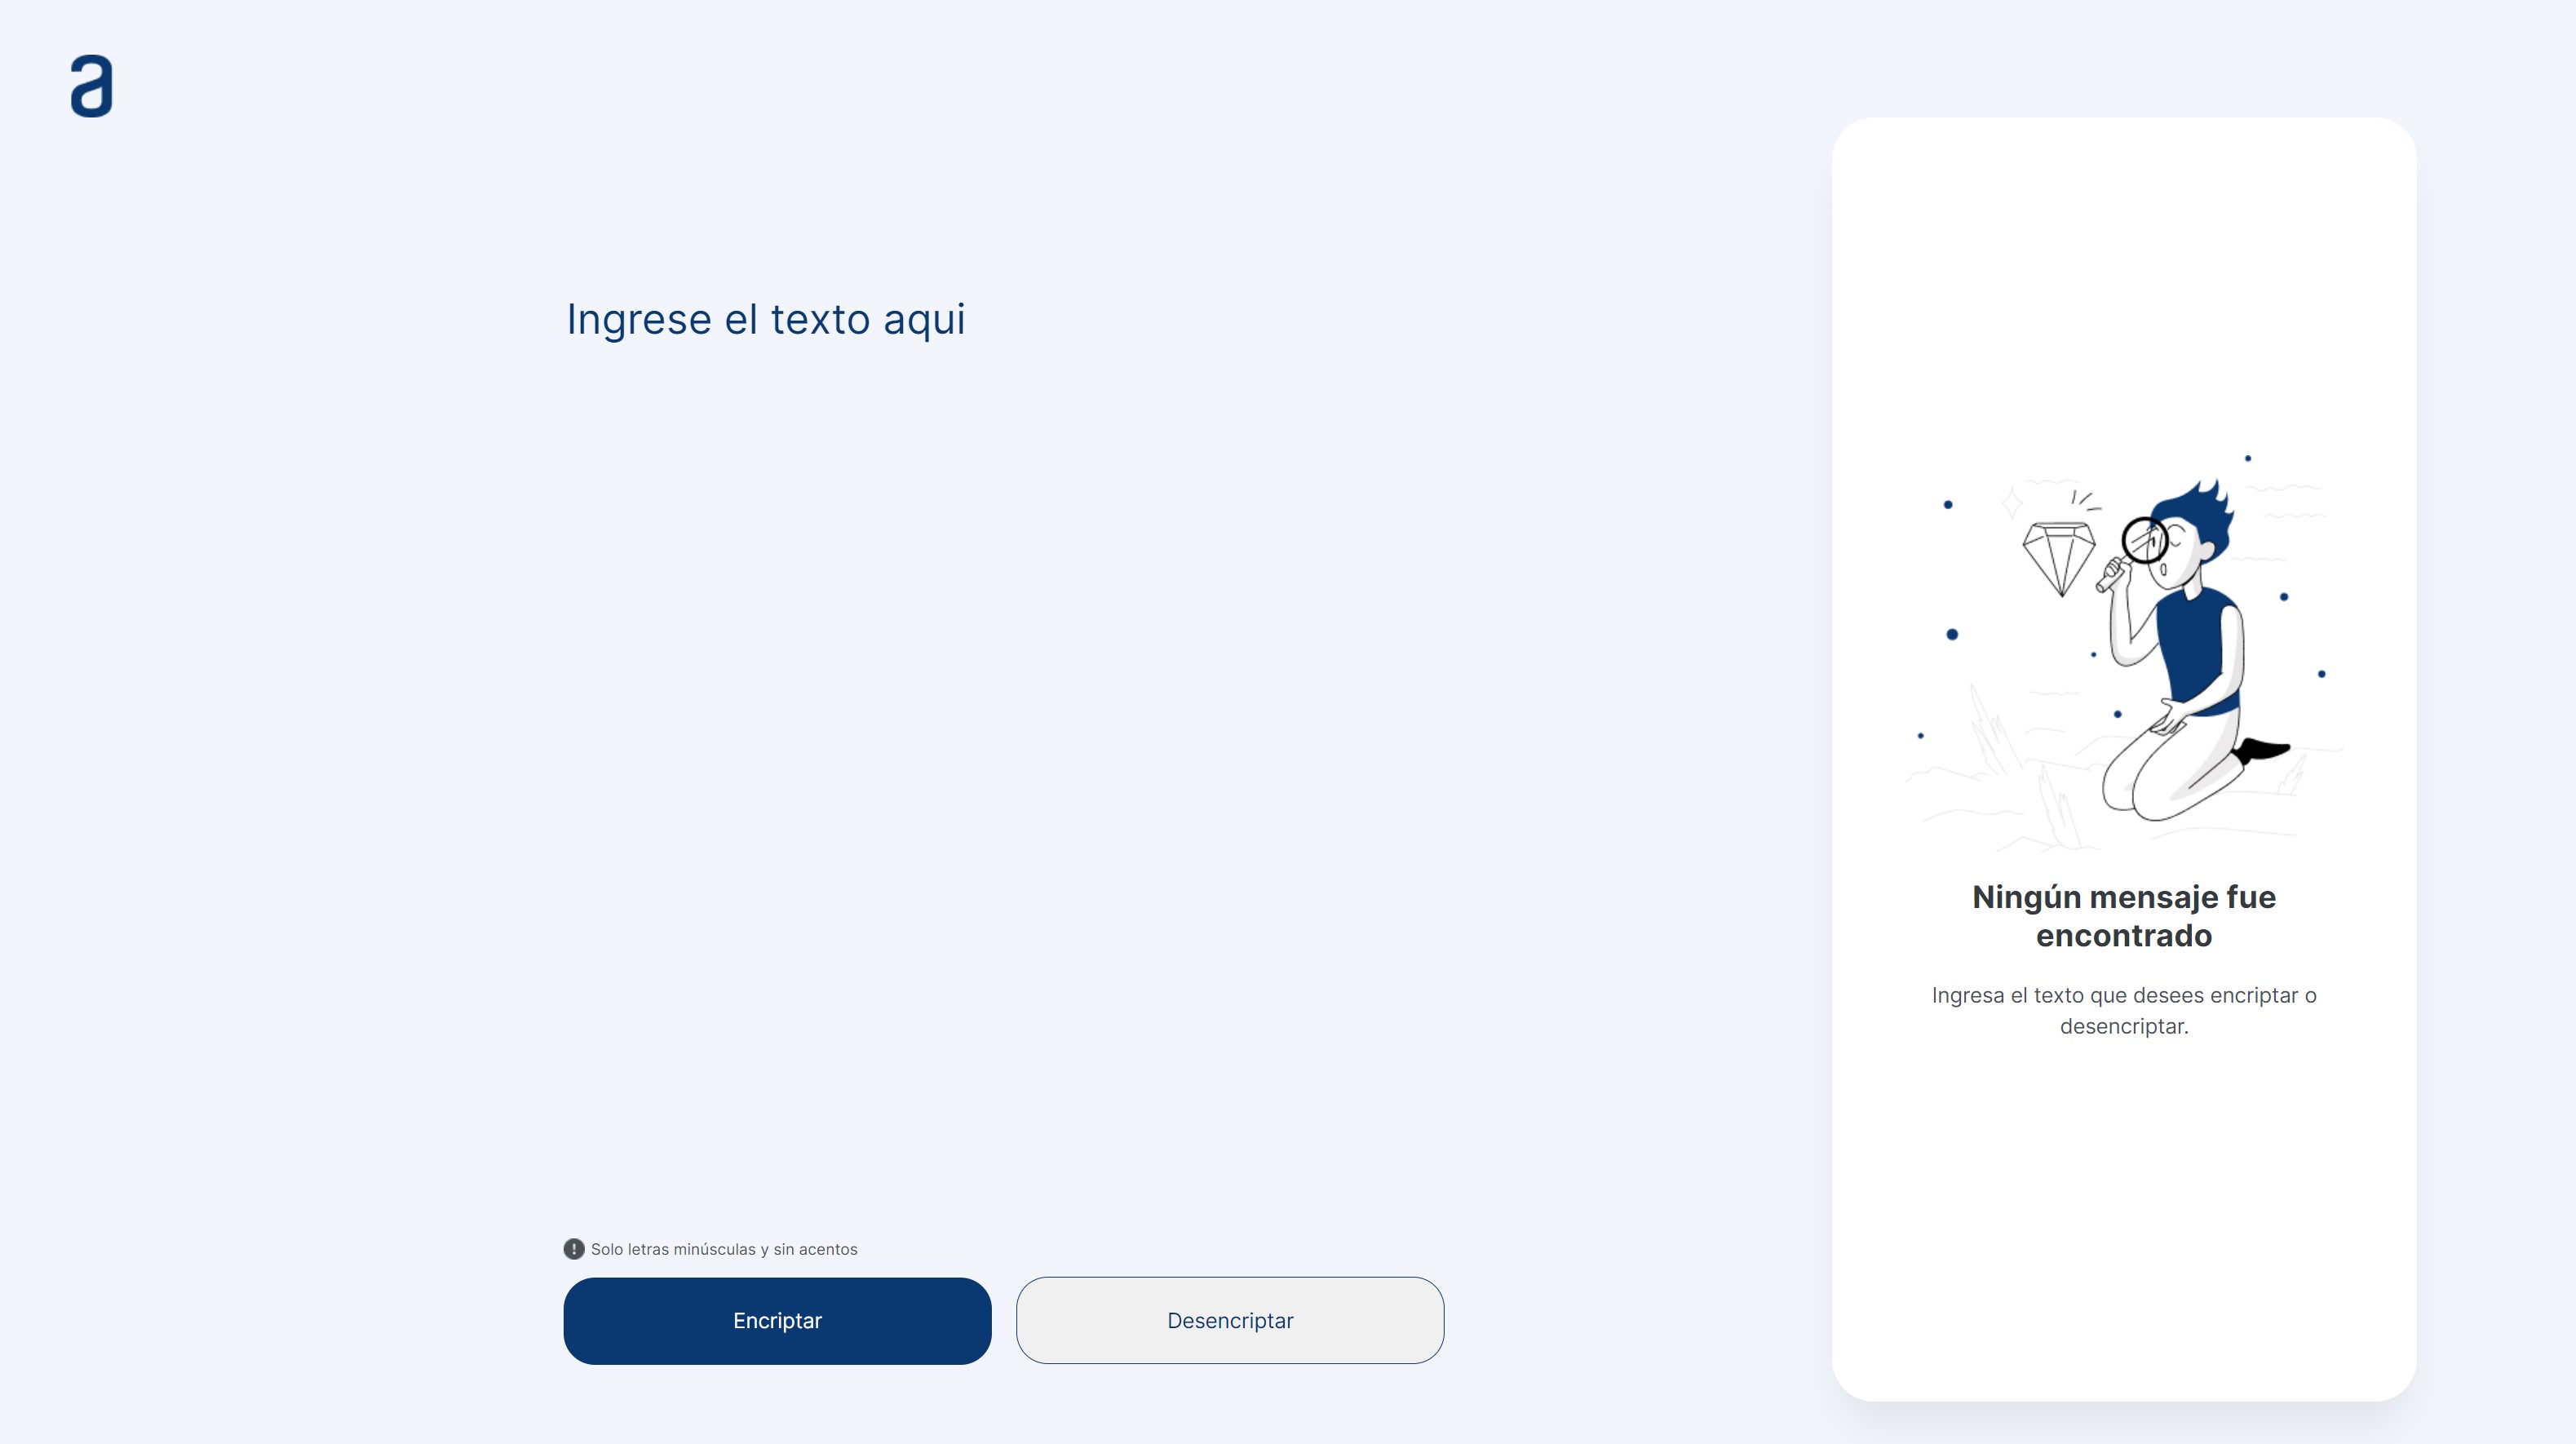 a
Ingrese el texto aqui
Ningún mensaje fue
encontrado
Ingresa el texto que desees encriptar o
desencriptar.
! Solo letras minúsculas y sin acentos
Encriptar
Desencriptar